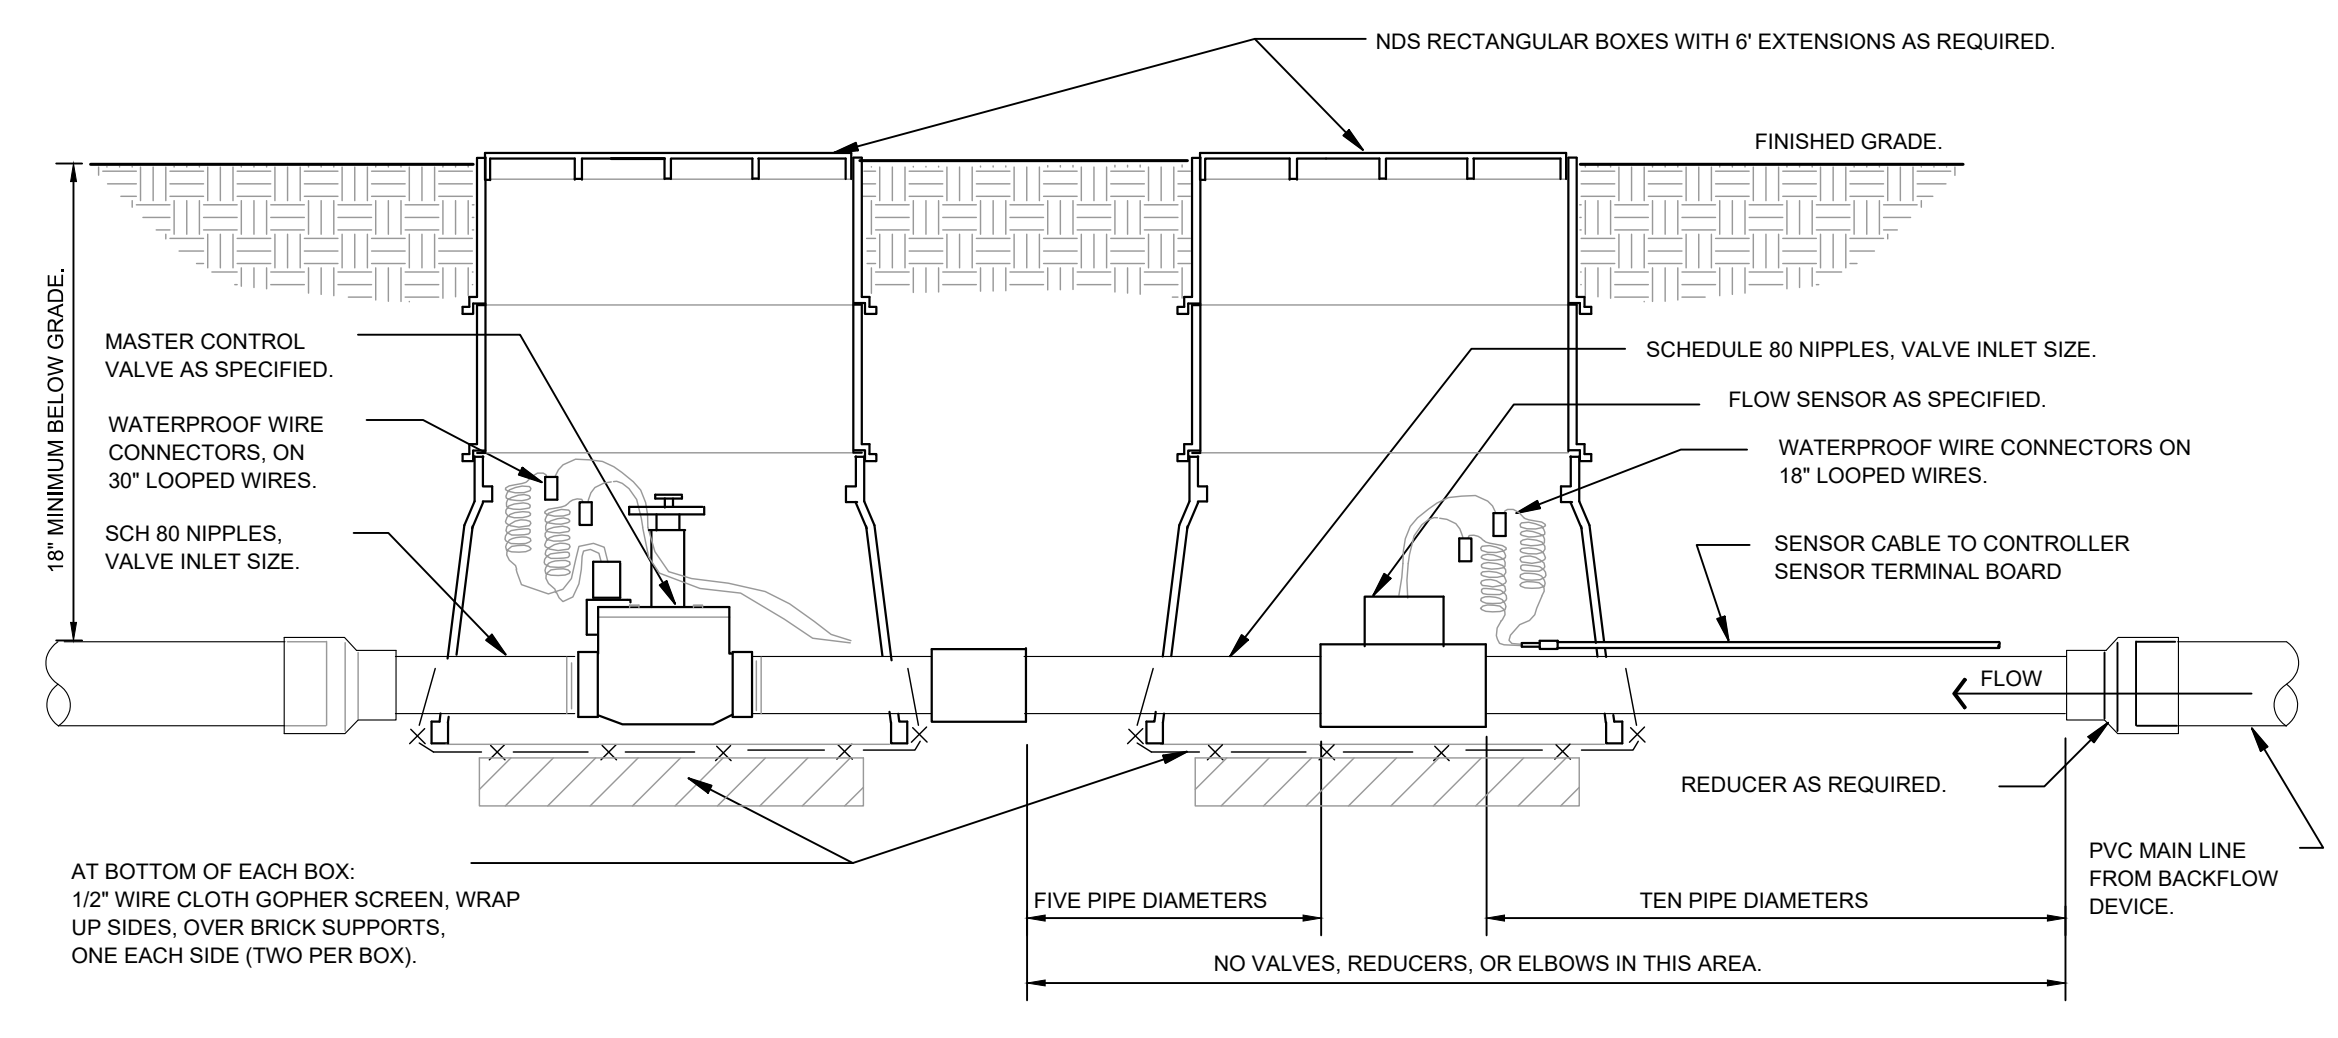 NDS RECTANGULAR BOXES WITH 6' EXTENSIONS AS REQUIRED.
FINISHED GRADE.
18" MINIMUM BELOW GRADE.
MASTER CONTROL
VALVE AS SPECIFIED.
WATERPROOF WIRE
CONNECTORS, ON
30" LOOPED WIRES.
SCH 80 NIPPLES,
VALVE INLET SIZE.
SCHEDULE 80 NIPPLES, VALVE INLET SIZE.
FLOW SENSOR AS SPECIFIED.
WATERPROOF WIRE CONNECTORS ON
18" LOOPED WIRES.
SENSOR CABLE TO CONTROLLER
SENSOR TERMINAL BOARD
FLOW
REDUCER AS REQUIRED.
PVC MAIN LINE
FROM BACKFLOW
DEVICE.
AT BOTTOM OF EACH BOX:
1/2" WIRE CLOTH GOPHER SCREEN, WRAP
UP SIDES, OVER BRICK SUPPORTS,
ONE EACH SIDE (TWO PER BOX).
FIVE PIPE DIAMETERS
TEN PIPE DIAMETERS
NO VALVES, REDUCERS, OR ELBOWS IN THIS AREA.